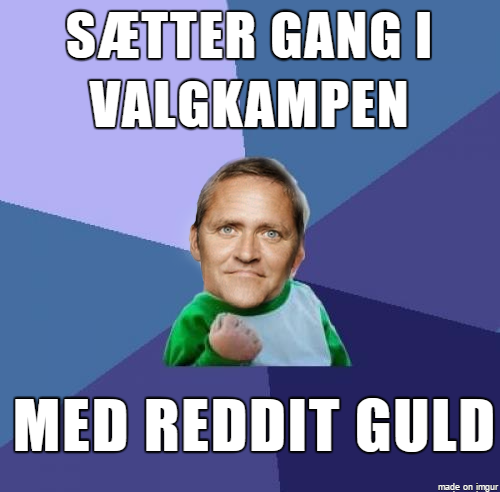 SÆTTER GANG I
VALGKAMPEN
MED REDDIT GULD
made on imgur